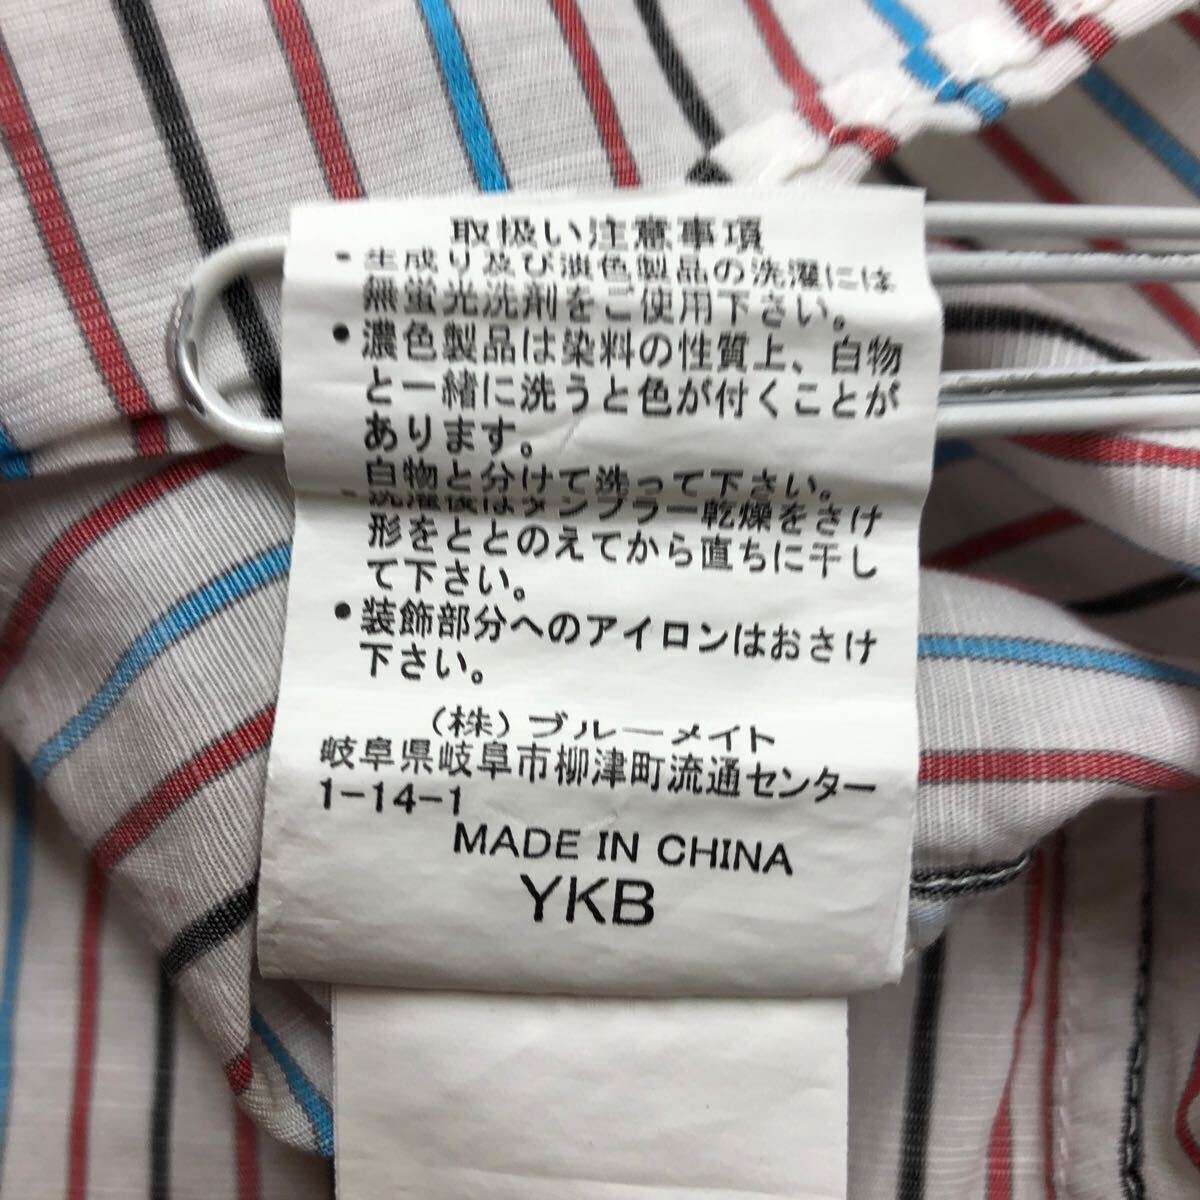 取扱い注意事項
・生成り及び淡色製品の洗濯には
無蛍光洗剤をご使用下さい。
●濃色製品は染料の性質上、白物
と一緒に洗うと色が付くことが
あります。
白物と分けて洗って下さい。
・洗濯後はタンブラー乾燥をさけ
形をととのえてから直ちに干し
て下さい。
●装飾部分へのアイロンはおさけ
下さい。
（株）ブルーメイト
岐阜県岐阜市柳津町流通センター
1-14-1
MADE IN CHINA
YKB